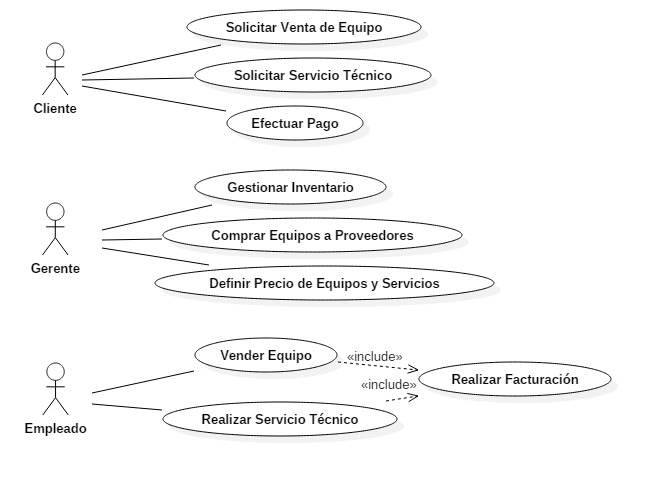 Solicitar Venta de Equipo
Solicitar Servicio Técnico
Cliente
Efectuar Pago
Gestionar Inventario
Comprar Equipos a Proveedores
Gerente
Definir Precio de Equipos y Servicios
Vender Equipo
«include»
Realizar Facturación
«include»
Realizar Servicio Técnico
Empleado